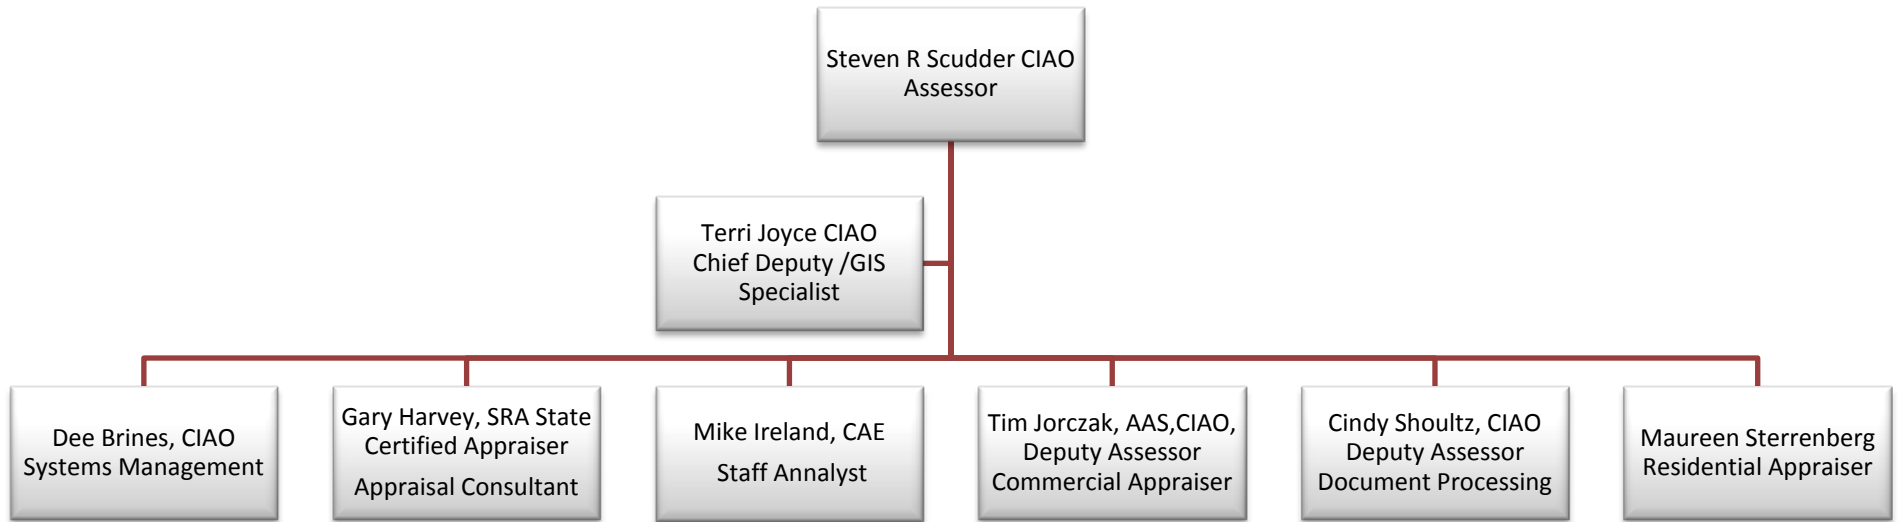 Steven R Scudder CIAO
Assessor
Terri Joyce CIAO
Chief Deputy /GIS
Specialist
Dee Brines, CIAO
Systems Management
Gary Harvey, SRA State
Certified Appraiser
Appraisal Consultant
Mike Ireland, CAE
Staff Annalyst
Tim Jorczak, AAS,CIAO,
Deputy Assessor
Commercial Appraiser
Cindy Shoultz, CIAO
Deputy Assessor
Document Processing
Maureen Sterrenberg
Residential Appraiser